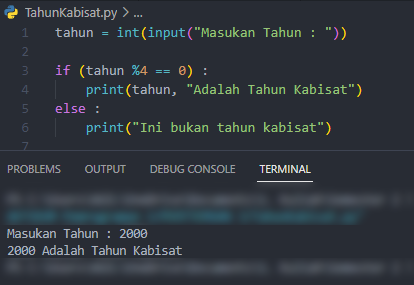 TahunKabisat.py > ...
1 tahun = int(input("Masukan Tahun : "))
2
3 if (tahun %4 == 0) :
4 print(tahun, "Adalah Tahun Kabisat")
5 else :
6 print("Ini bukan tahun kabisat")
7
PROBLEMS OUTPUT DEBUG CONSOLE TERMINAL
Masukan Tahun : 2000
2000 Adalah Tahun Kabisat